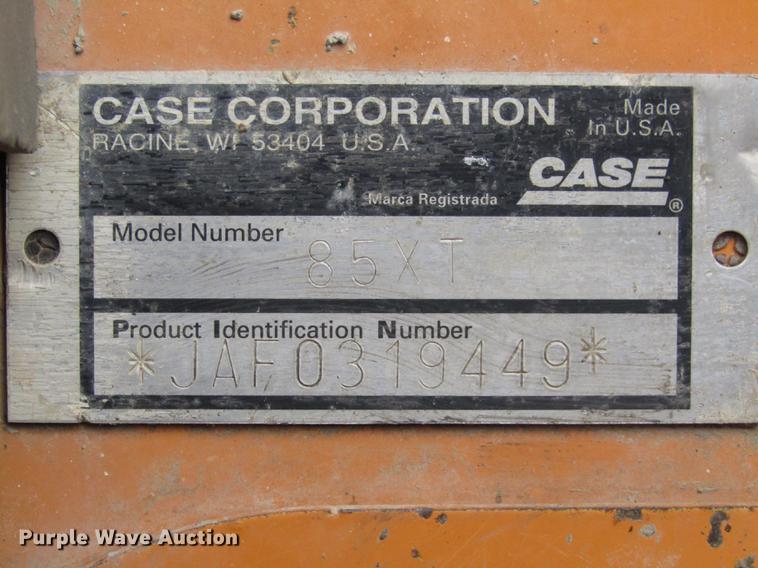 CASE CORPORATION
RACINE, WI 53404 U.S.A.
Made
In U.S.A.
CASE
Marca Registrada ®
Model Number
85XT
Product Identification Number
*JAF0319449*
Purple Wave Auction